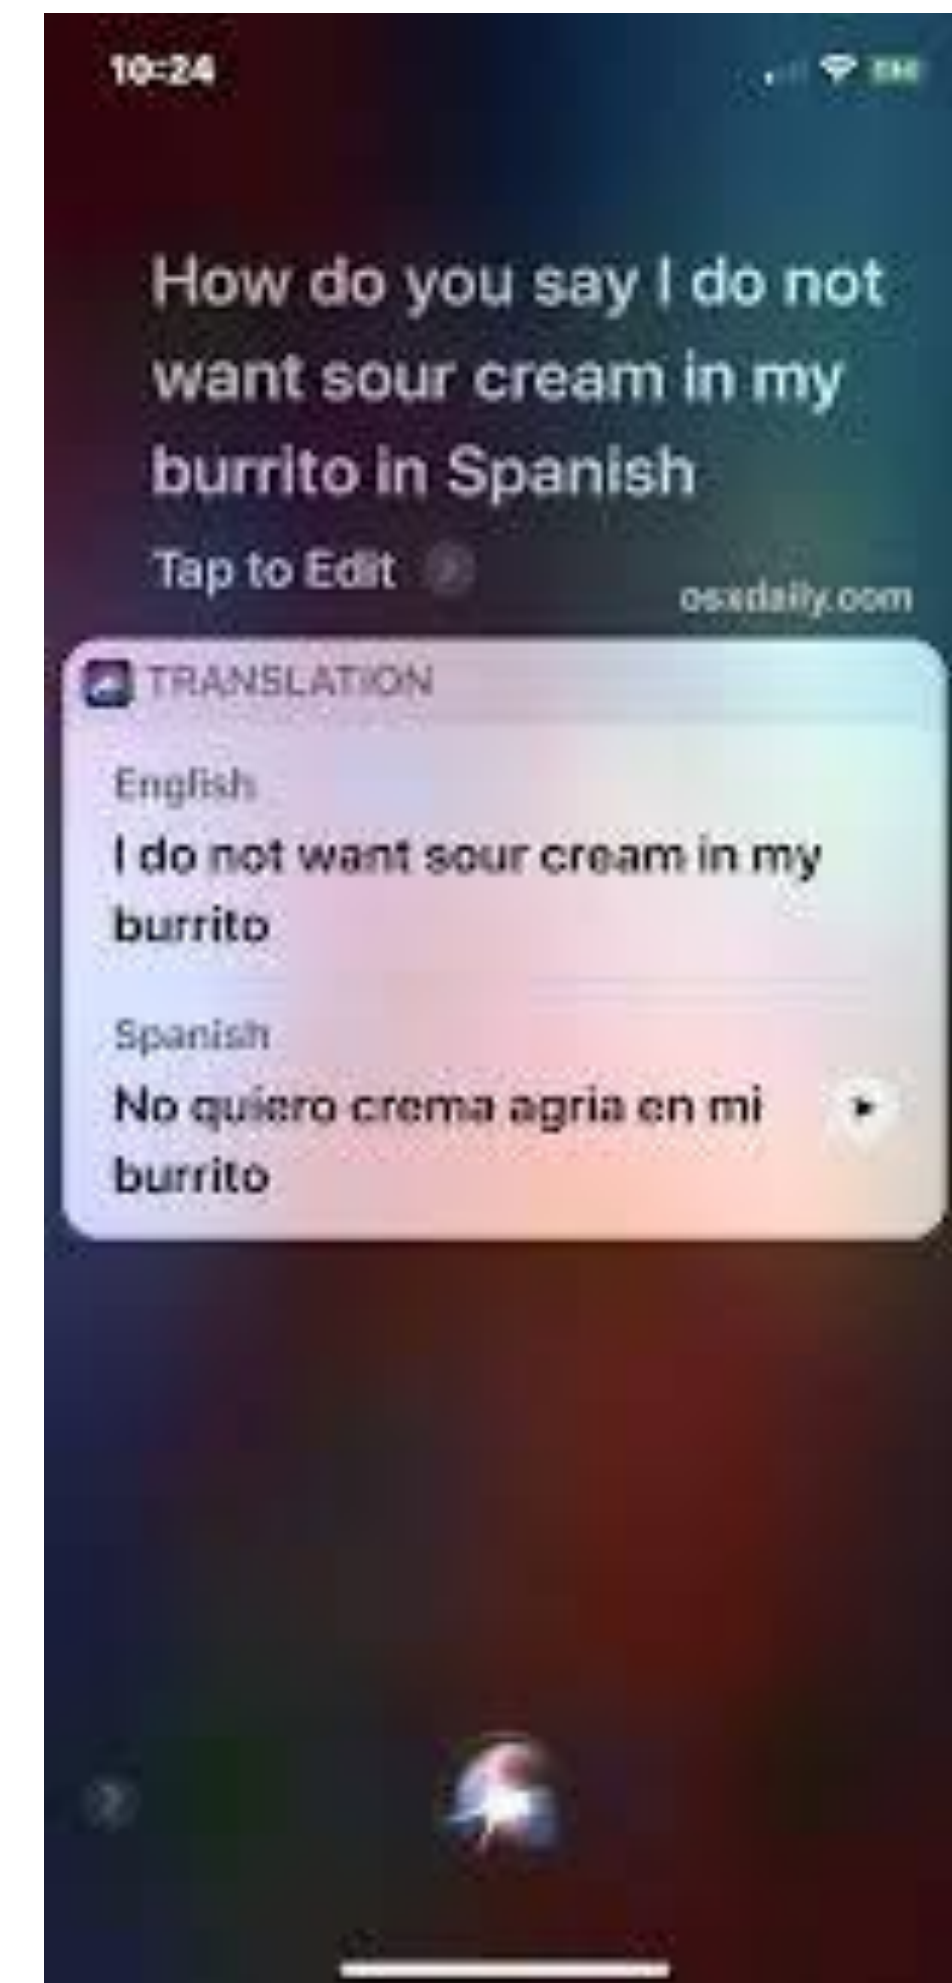 10:24
How do you say I do not
want sour cream in my
burrito in Spanish
Tap to Edit
osxdaily.com
TRANSLATION
English
I do not want sour cream in my
burrito
Spanish
No quiero crema agria en mi
burrito